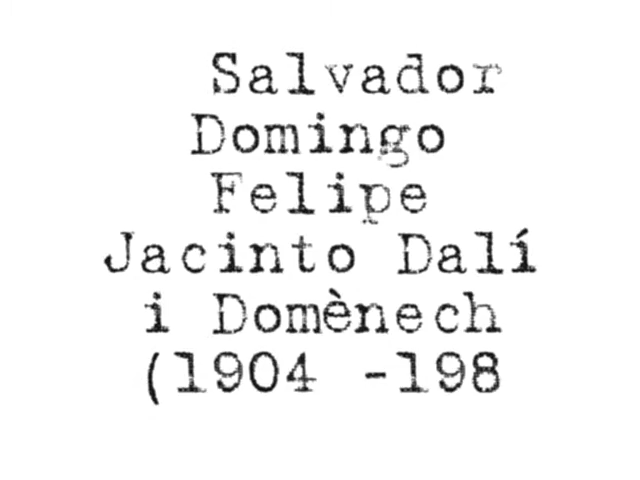 Salvador
Domingo
Felipe
Jacinto Dalí
i Domènech
(1904 -198